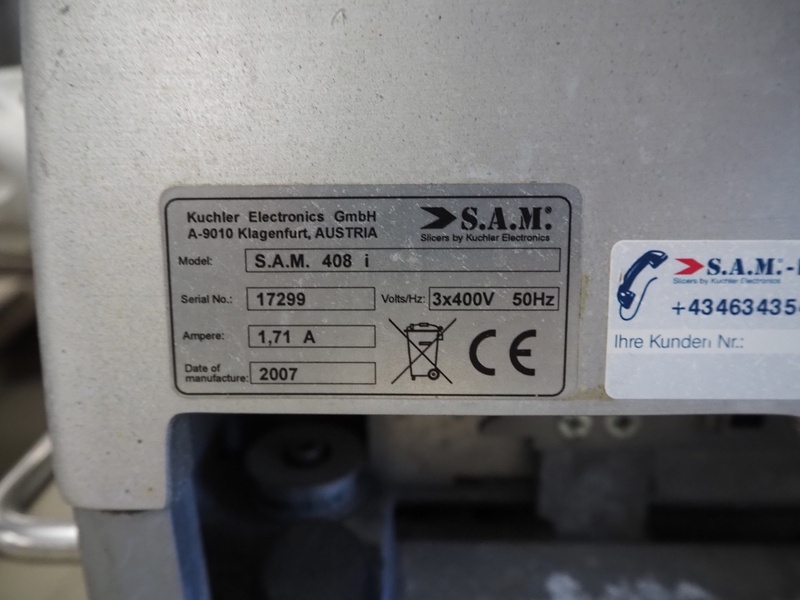 Kuchler Electronics GmbH
A-9010 Klagenfurt, AUSTRIA
S.A.M.
Slicers by Kuchler Electronics
Model: S.A.M. 408 i
Serial No.: 17299 Volts/Hz: 3x400V 50Hz
Ampere: 1,71 A
Date of
manufacture: 2007
CE
S.A.M.-
Slicers by Kuchler Electronics
+434634354
Ihre Kunden Nr.: